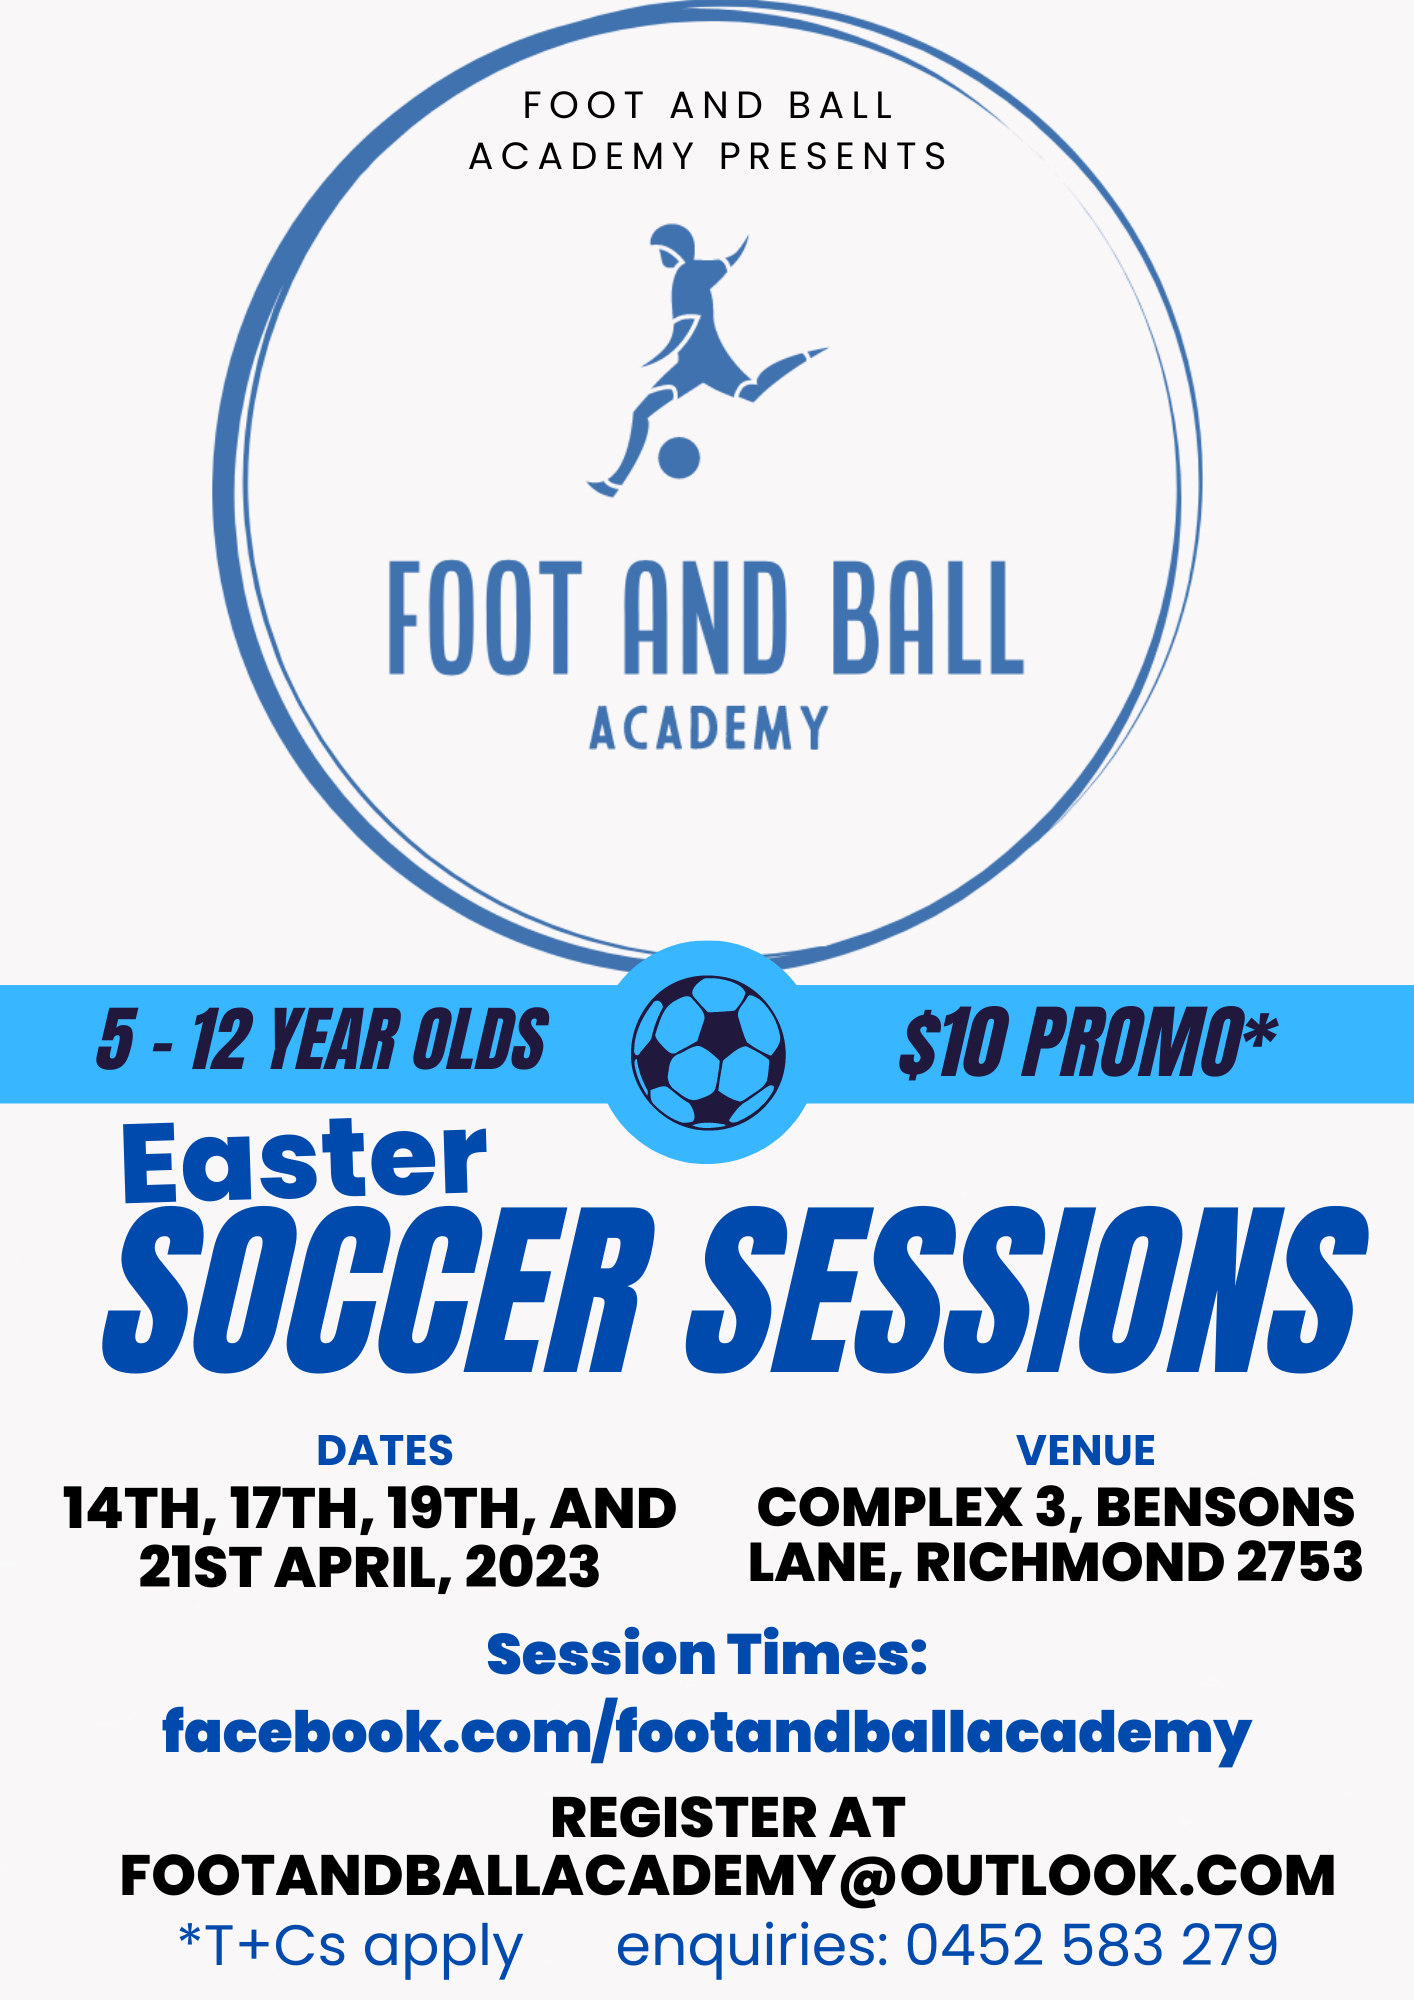 FOOT AND BALL
ACADEMY PRESENTS
FOOT AND BALL
ACADEMY
5 - 12 YEAR OLDS
$10 PROMO*
Easter
SOCCER SESSIONS
DATES
14TH, 17TH, 19TH, AND
21ST APRIL, 2023
VENUE
COMPLEX 3, BENSONS
LANE, RICHMOND 2753
Session Times:
facebook.com/footandballacademy
REGISTER AT
FOOTANDBALLACADEMY@OUTLOOK.COM
*T+Cs apply
enquiries: 0452 583 279